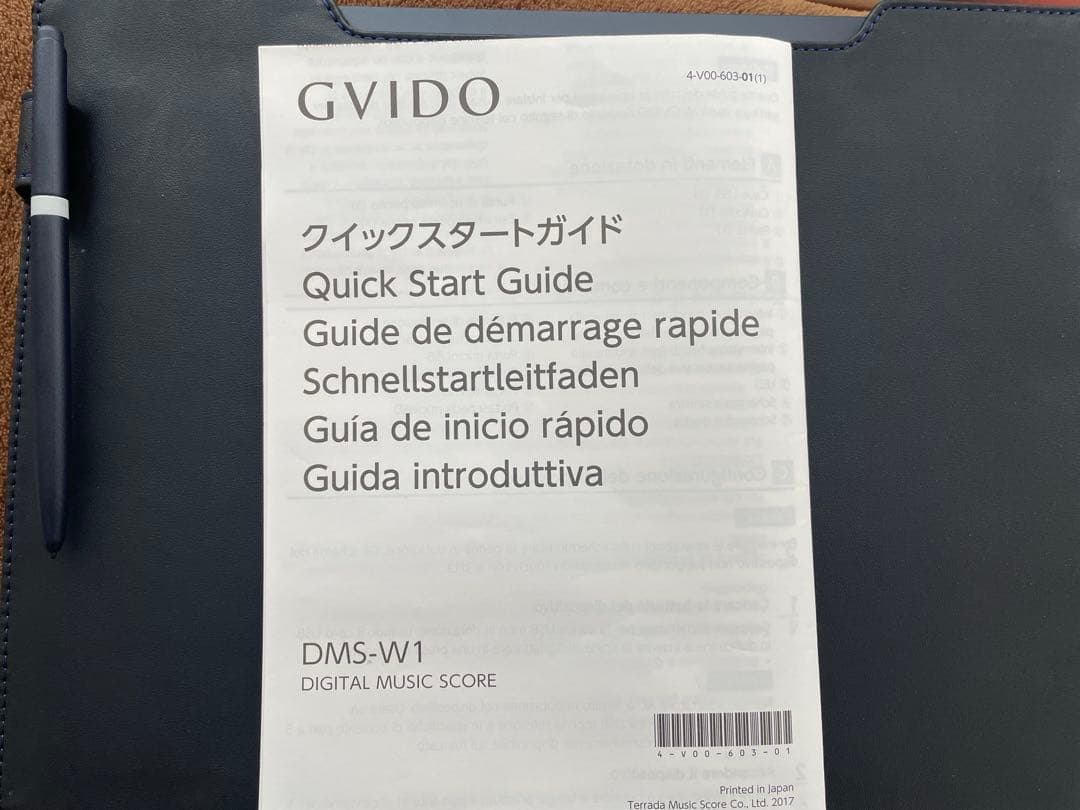 GVIDO
4-V00-603-01(1)
クイックスタートガイド
Quick Start Guide
Guide de démarrage rapide
Schnellstartleitfaden
Guía de inicio rápido
Guida introduttiva
DMS-W1
DIGITAL MUSIC SCORE
4-V00-603-01
Printed in Japan
Terrada Music Score Co., Ltd. 2017